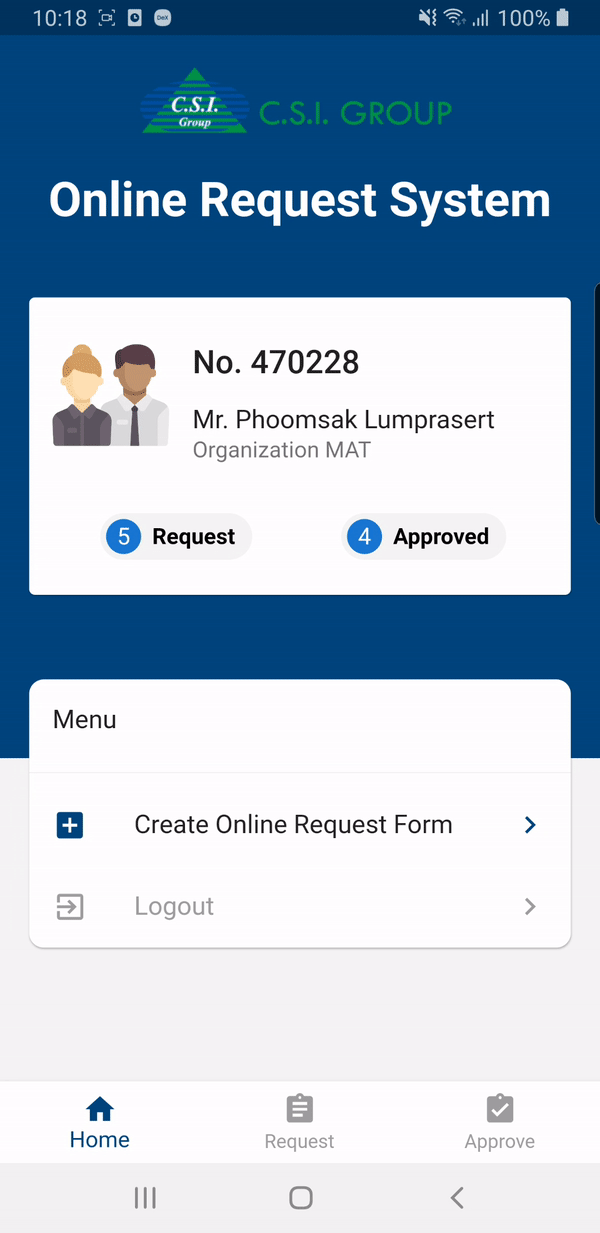 10:18 DeX 100%
C.S.I.
Group
C.S.I. GROUP
Online Request System
No. 470228
Mr. Phoomsak Lumprasert
Organization MAT
5 Request
4 Approved
Menu
Create Online Request Form
Logout
Home
Request
Approve